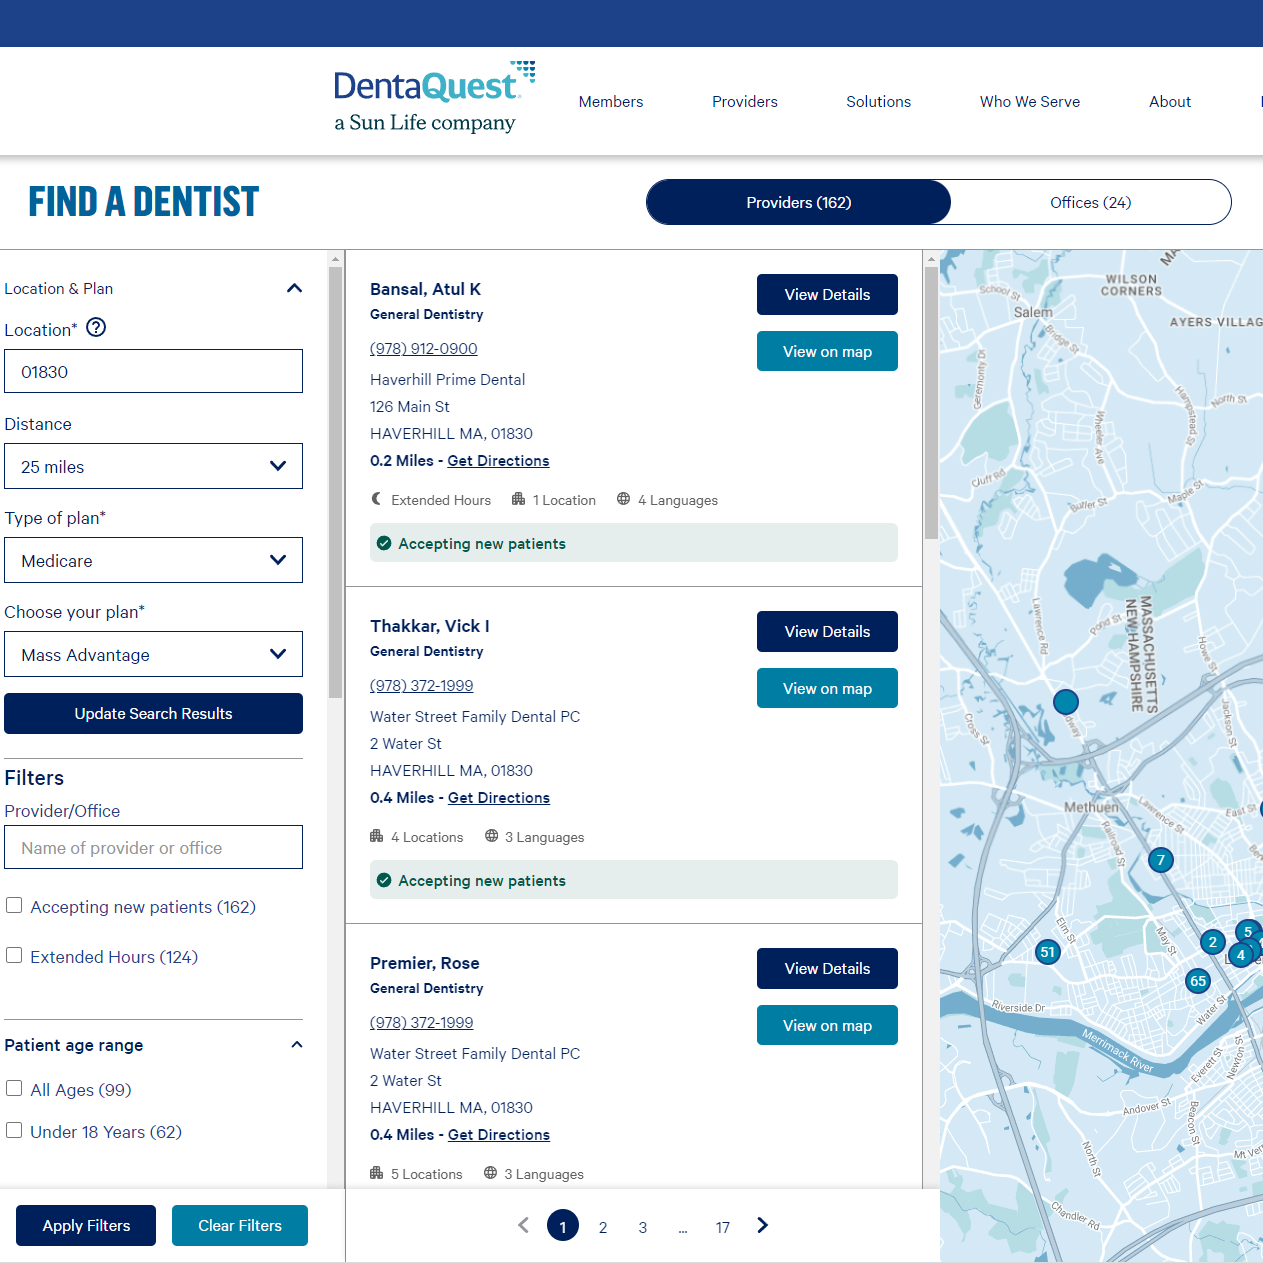 DentaQuest
a Sun Life company
Members
Providers
Solutions
Who We Serve
About
FIND A DENTIST
Providers (162)
Offices (24)
Location & Plan
Location*
01830
Distance
25 miles
Type of plan*
Medicare
Choose your plan*
Mass Advantage
Update Search Results
Filters
Provider/Office
Name of provider or office
Accepting new patients (162)
Extended Hours (124)
Patient age range
All Ages (99)
Under 18 Years (62)
Apply Filters
Clear Filters
Bansal, Atul K
General Dentistry
(978) 912-0900
Haverhill Prime Dental
126 Main St
HAVERHILL MA, 01830
0.2 Miles - Get Directions
Extended Hours
1 Location
4 Languages
Accepting new patients
View Details
View on map
Thakkar, Vick I
General Dentistry
(978) 372-1999
Water Street Family Dental PC
2 Water St
HAVERHILL MA, 01830
0.4 Miles - Get Directions
4 Locations
3 Languages
Accepting new patients
View Details
View on map
Premier, Rose
General Dentistry
(978) 372-1999
Water Street Family Dental PC
2 Water St
HAVERHILL MA, 01830
0.4 Miles - Get Directions
5 Locations
3 Languages
View Details
View on map
1
2
3
...
17
WILSON
CORNERS
School St
Salem
AYERS VILLAG
Bridge St
Geremonty Dr
Hampstead St
North St
Wheeler Ave
Cluff Rd
Butler St
Maple St
Lawrence Rd
Pond St
MASSACHUSETTS
NEW HAMPSHIRE
Howe St
Jackson St
Cross St
Methuen
Lawrence St
East St
Railroad St
7
Elm St
May St
51
2
5
4
65
Riverside Dr
Water St
Merrimack River
Everett St
Newton St
Andover St
Beacon St
North St
Mt Ver
Chandler Rd